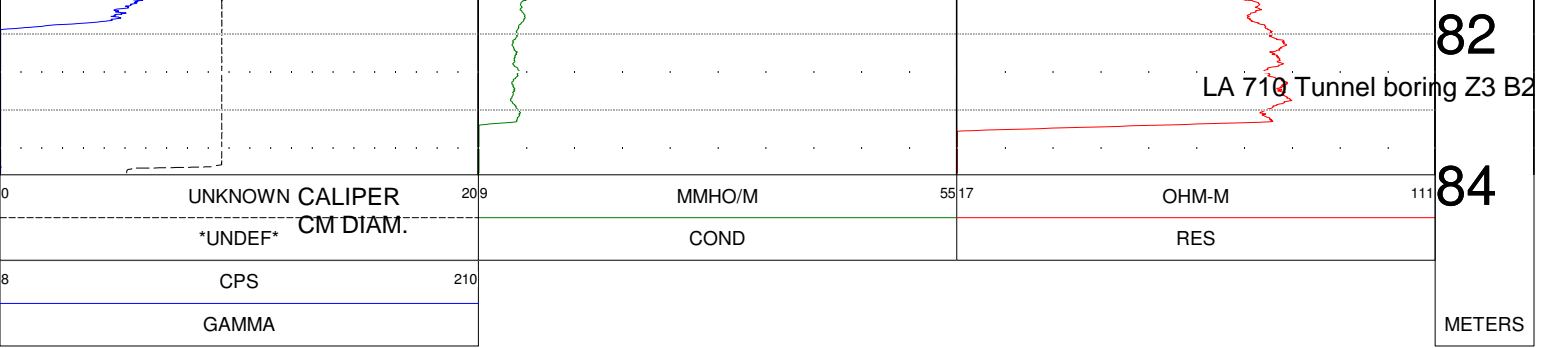 82
LA 710 Tunnel boring Z3 B2
84
0 UNKNOWN CALIPER 20
CM DIAM.
*UNDEF*
9 MMHO/M 55
COND
17 OHM-M 111
RES
8 CPS 210
GAMMA
METERS